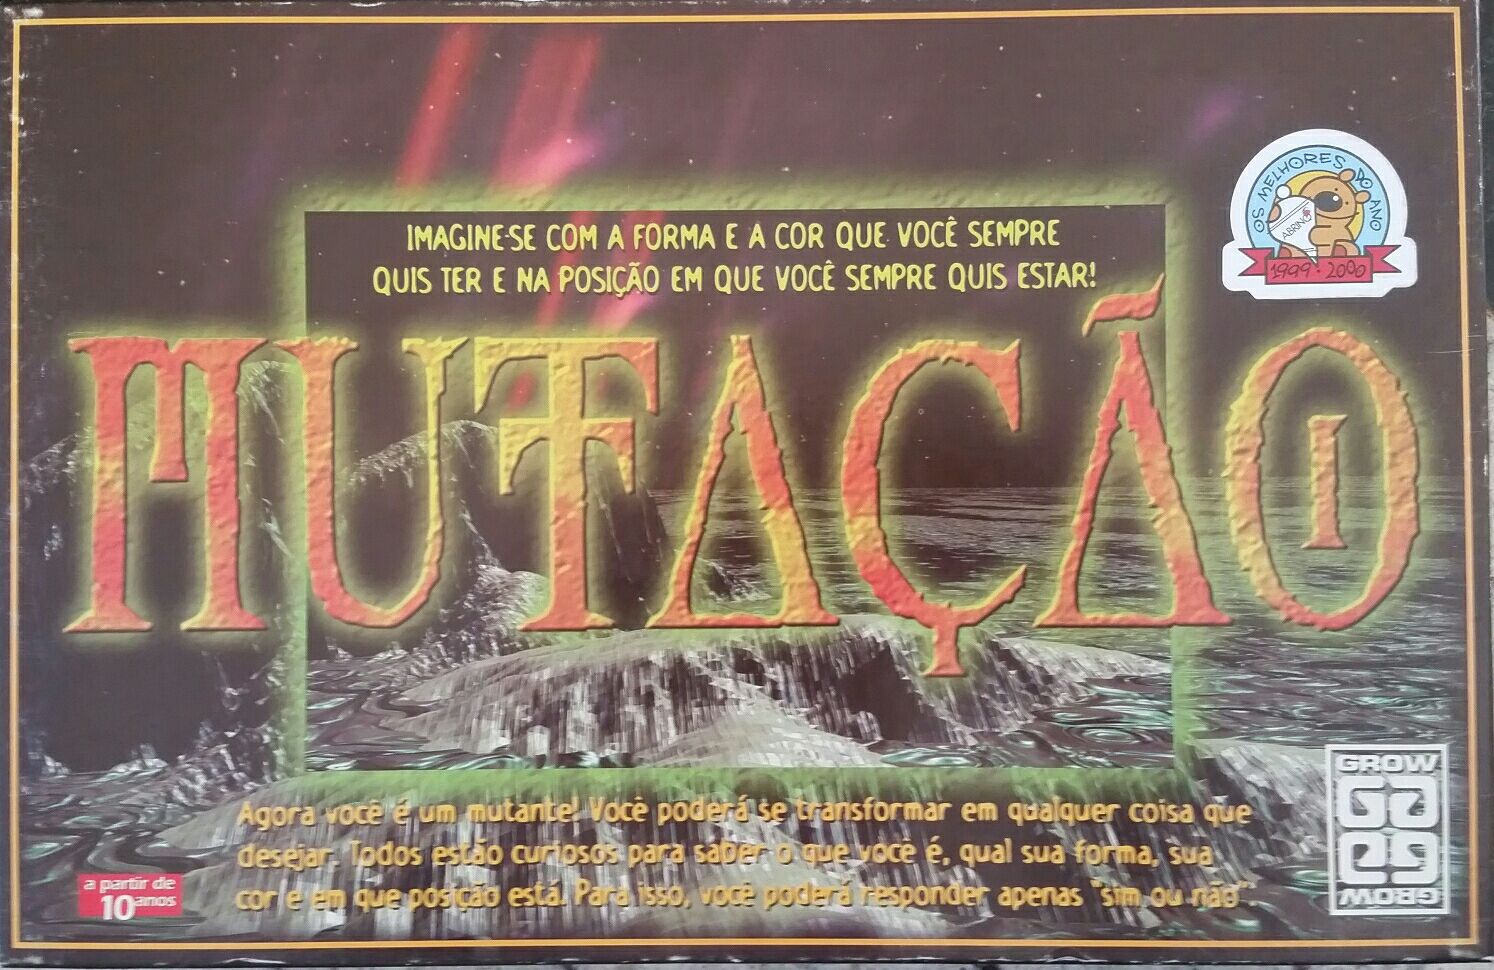 IMAGINE-SE COM A FORMA E A COR QUE VOCÊ SEMPRE
QUIS TER E NA POSIÇÃO EM QUE VOCÊ SEMPRE QUIS ESTAR!
OS MELHORES DO ANO
ABRINQ
1999 · 2000
MUTAÇÃO
Agora você é um mutante! Você poderá se transformar em qualquer coisa que
desejar. Todos estão curiosos para saber o que você é, qual sua forma, sua
cor e em que posição está. Para isso, você poderá responder apenas "sim ou não".
a partir de
10 anos
GROW
GROW